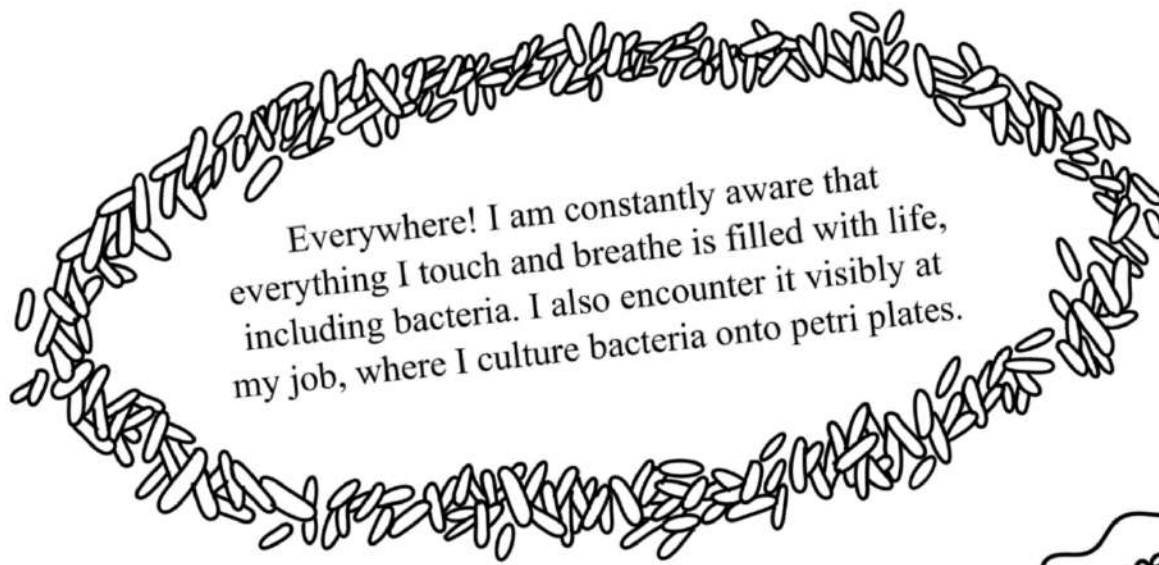 Everywhere! I am constantly aware that
everything I touch and breathe is filled with life,
including bacteria. I also encounter it visibly at
my job, where I culture bacteria onto petri plates.